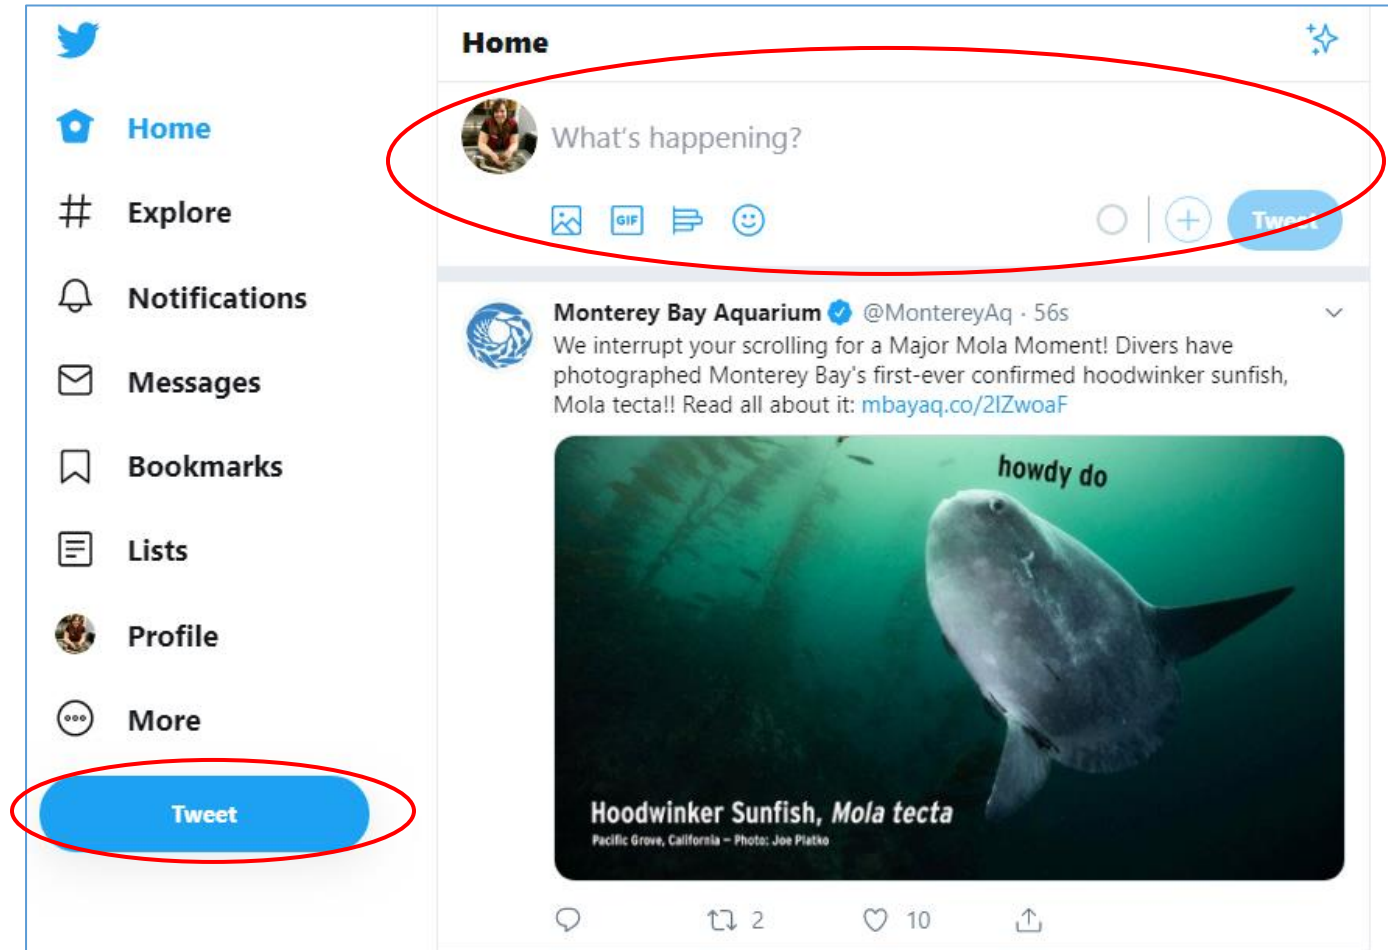 Home
Explore
Notifications
Messages
Bookmarks
Lists
Profile
More
Tweet
Home
What's happening?
GIF
Tweet
Monterey Bay Aquarium @MontereyAq · 56s
We interrupt your scrolling for a Major Mola Moment! Divers have
photographed Monterey Bay's first-ever confirmed hoodwinker sunfish,
Mola tecta!! Read all about it: mbayaq.co/2IZwoaF
howdy do
Hoodwinker Sunfish, Mola tecta
Pacific Grove, California – Photo: Joe Platko
2
10